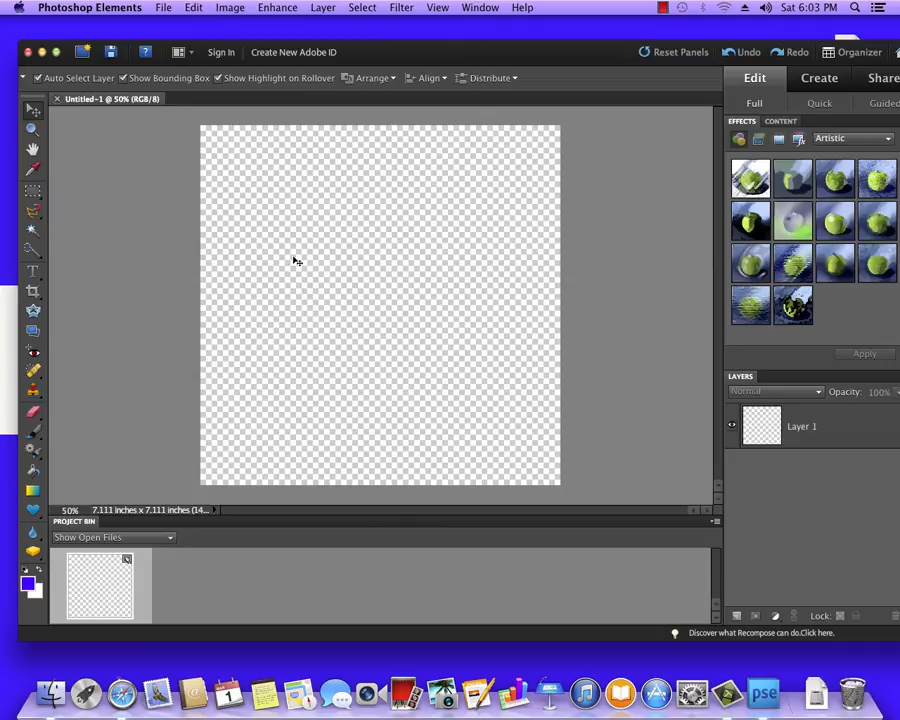 Photoshop Elements File Edit Image Enhance Layer Select Filter View Window Help Sat 6:03 PM
Sign In Create New Adobe ID Reset Panels Undo Redo Organizer
Auto Select Layer Show Bounding Box Show Highlight on Rollover Arrange Align Distribute
Edit Create Share
Untitled-1 @ 50% (RGB/8)
Full Quick Guided
EFFECTS CONTENT
Artistic
Apply
LAYERS
Normal Opacity: 100%
Layer 1
50% 7.111 inches x 7.111 inches (14...
PROJECT BIN
Show Open Files
Lock:
Discover what Recompose can do.Click here.
1
pse